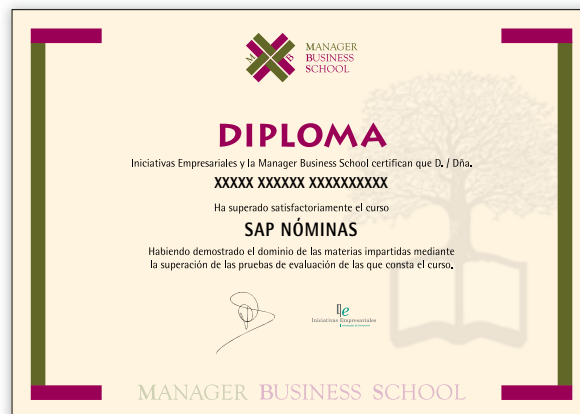 M B
MANAGER
BUSINESS
SCHOOL
DIPLOMA
Iniciativas Empresariales y la Manager Business School certifican que D. / Dña.
XXXXX XXXXXX XXXXXXXXXX
Ha superado satisfactoriamente el curso
SAP NÓMINAS
Habiendo demostrado el dominio de las materias impartidas mediante
la superación de las pruebas de evaluación de las que consta el curso.
Iniciativas Empresariales
MANAGER BUSINESS SCHOOL